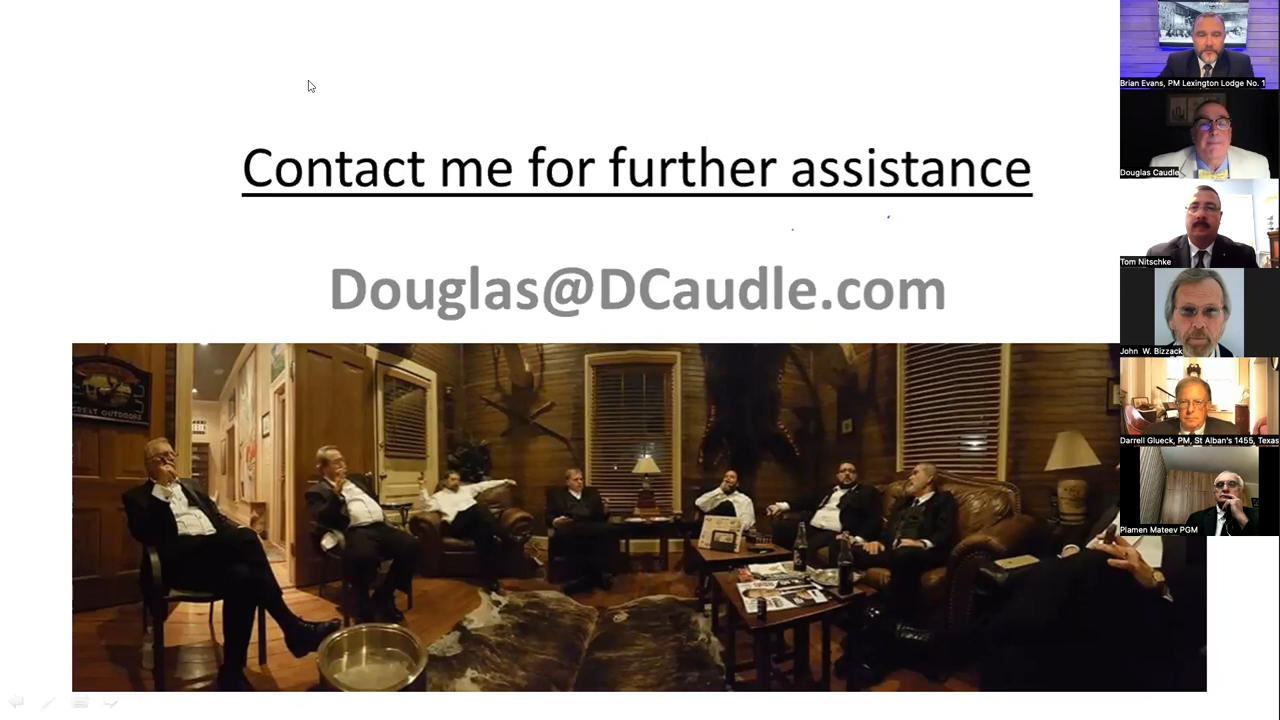 Contact me for further assistance
Douglas@DCaudle.com
GREAT OUTDOORS
Brian Evans, PM Lexington Lodge No. 1
Douglas Caudle
Tom Nitschke
John W. Bizzack
Darrell Glueck, PM, St Alban's 1455, Texas
Plamen Mateev PGM